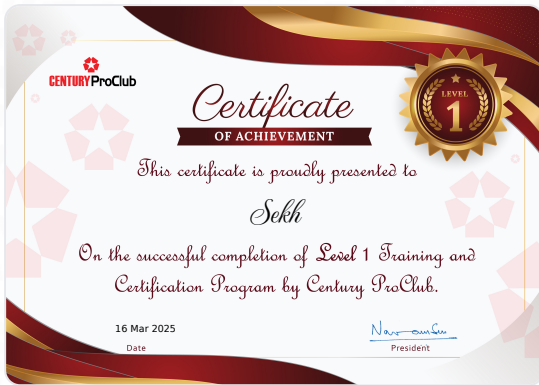 CENTURY ProClub
LEVEL
1
Certificate
OF ACHIEVEMENT
This certificate is proudly presented to
Sekh
On the successful completion of Level 1 Training and
Certification Program by Century ProClub.
16 Mar 2025
Date
President